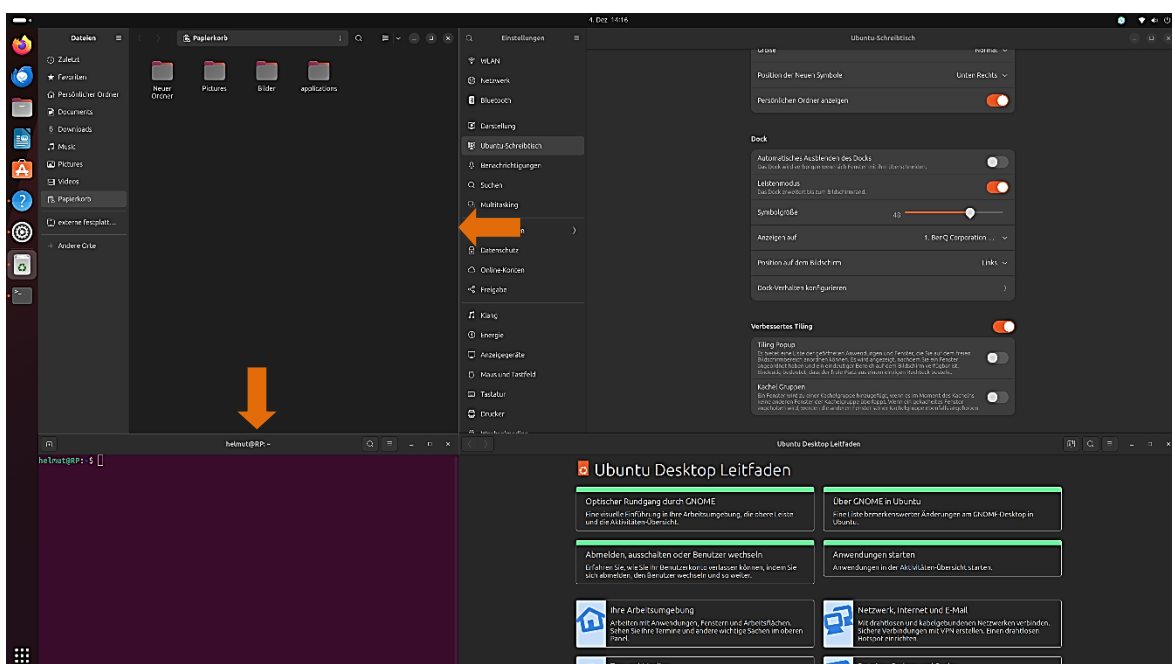 4. Dez 14:16
Dateien
Papierkorb
Zuletzt
Favoriten
Persönlicher Ordner
Documents
Downloads
Music
Pictures
Videos
Papierkorb
externe Festplatt...
Andere Orte
Neuer Ordner
Pictures
Bilder
applications
Einstellungen
WLAN
Netzwerk
Bluetooth
Darstellung
Ubuntu-Schreibtisch
Benachrichtigungen
Suchen
Multitasking
Datenschutz
Online-Konten
Freigabe
Klang
Energie
Anzeigegeräte
Maus und Tastfeld
Tastatur
Drucker
Ubuntu-Schreibtisch
Größe Normal
Position der Neuen Symbole Unten Rechts
Persönlichen Ordner anzeigen
Dock
Automatisches Ausblenden des Docks
Leistenmodus
Das Dock erweitert bis zum Bildschirmrand.
Symbolgröße 48
Anzeigen auf 1. BenQ Corporation ...
Position auf dem Bildschirm Links
Dock-Verhalten konfigurieren
Verbessertes Tiling
Tiling Popup
Kachel Gruppen
helmut@RP: ~
helmut@RP:~$
Ubuntu Desktop Leitfaden
Ubuntu Desktop Leitfaden
Optischer Rundgang durch GNOME
Eine visuelle Einführung in Ihre Arbeitsumgebung, die obere Leiste
und die Aktivitäten-Übersicht.
Über GNOME in Ubuntu
Eine Liste bemerkenswerter Änderungen am GNOME-Desktop in
Ubuntu.
Abmelden, ausschalten oder Benutzer wechseln
Erfahren Sie, wie Sie Ihr Benutzerkonto verlassen können, indem Sie
sich abmelden, den Benutzer wechseln und so weiter.
Anwendungen starten
Anwendungen in der Aktivitäten-Übersicht starten.
Ihre Arbeitsumgebung
Arbeiten mit Anwendungen, Fenstern und Arbeitsflächen.
Sehen Sie Ihre Termine und andere wichtige Sachen im oberen
Panel.
Netzwerk, Internet und E-Mail
Mit drahtlosen und kabelgebundenen Netzwerken verbinden.
Sichere Verbindungen mit VPN erstellen. Einen drahtlosen
Hotspot einrichten.